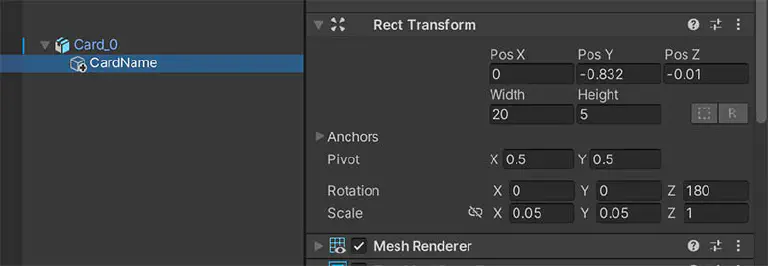 Card_0
CardName
Rect Transform
Pos X Pos Y Pos Z
0 -0.832 -0.01
Width Height
20 5
R
Anchors
Pivot X 0.5 Y 0.5
Rotation X 0 Y 0 Z 180
Scale X 0.05 Y 0.05 Z 1
Mesh Renderer